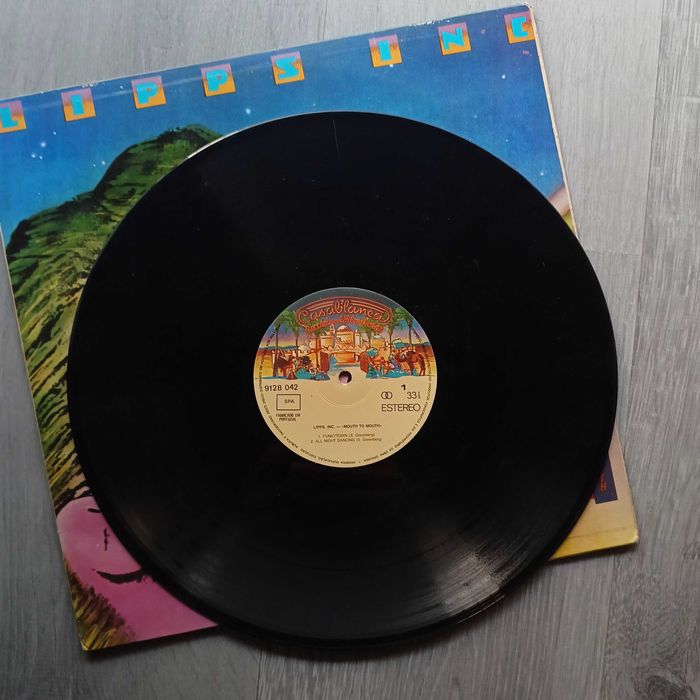 LIPPS INC
Casablanca
9128 042
SPA
FABRICADO EM
PORTUGAL
1
33⅓
ESTEREO
LIPPS, INC. – «MOUTH TO MOUTH»
1. FUNKYTOWN (S. Greenberg)
2. ALL NIGHT DANCING (S. Greenberg)